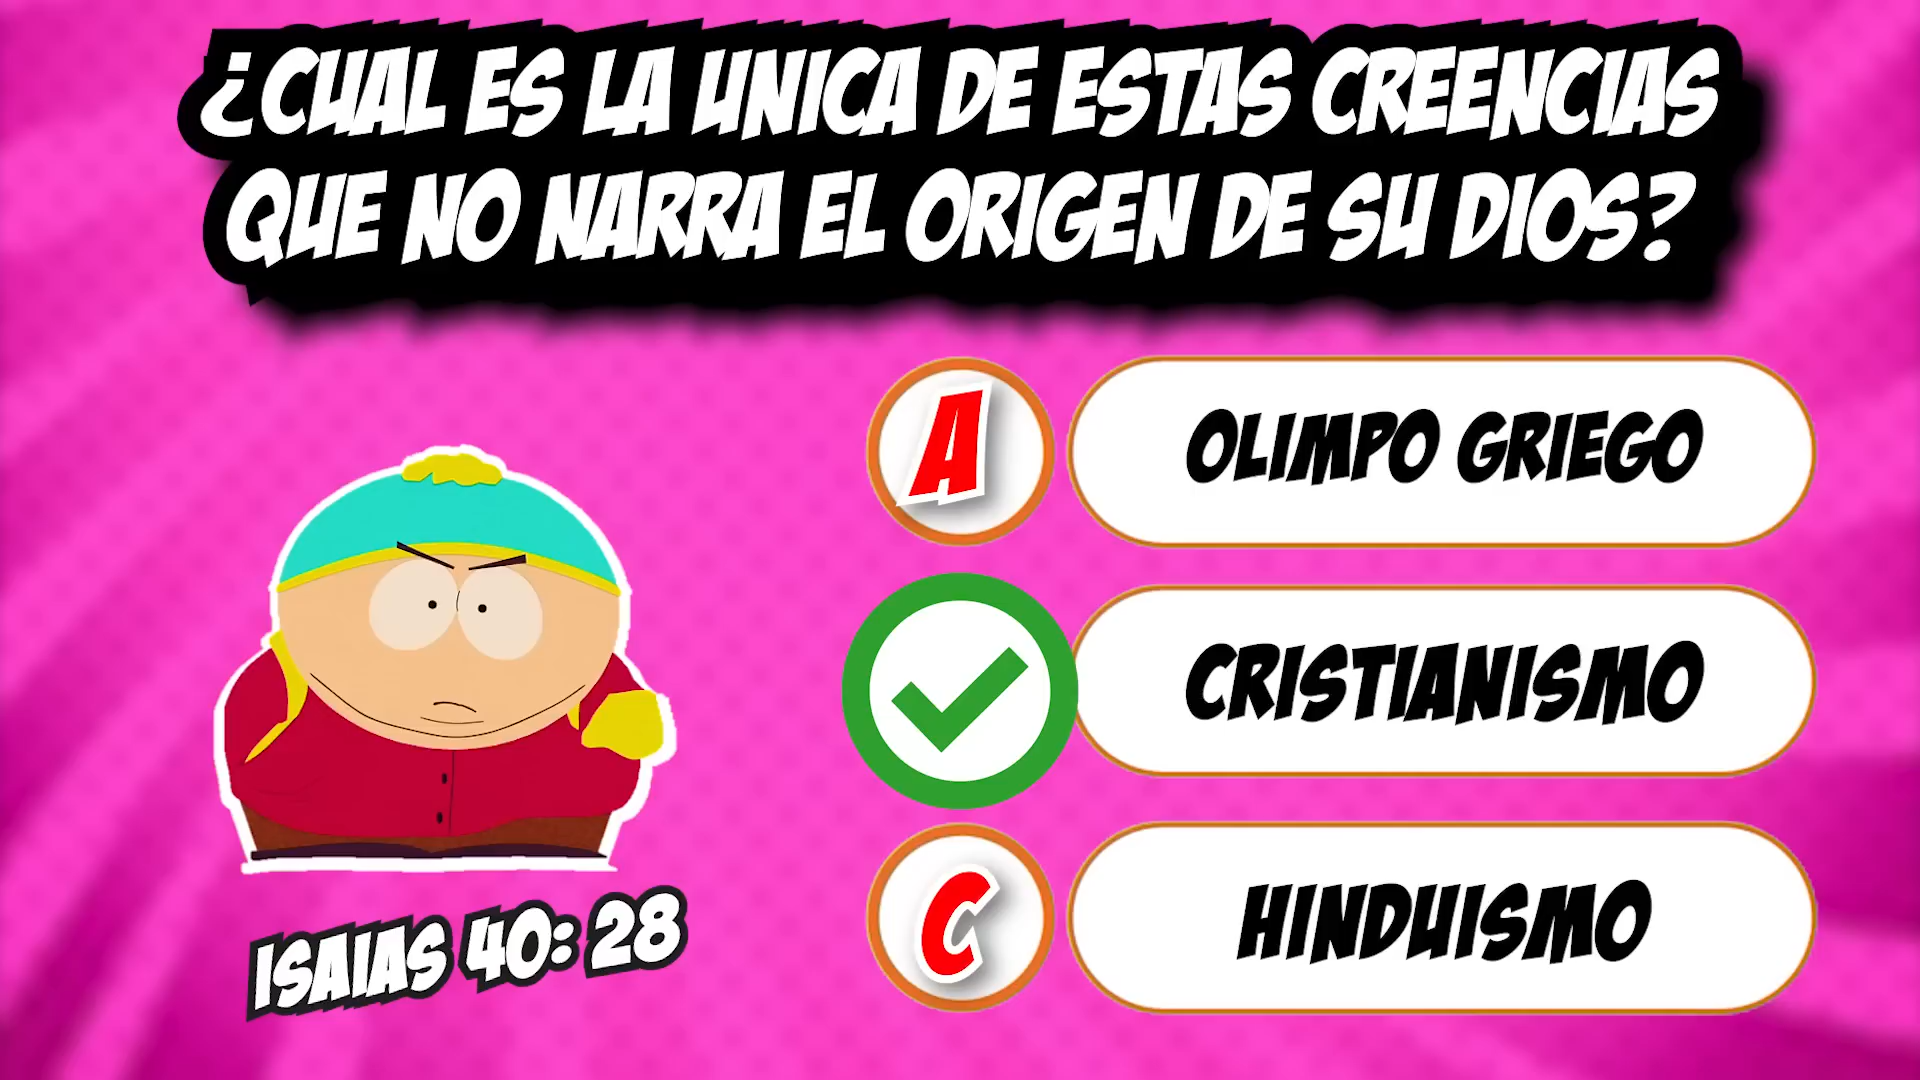 ¿CUAL ES LA UNICA DE ESTAS CREENCIAS
QUE NO NARRA EL ORIGEN DE SU DIOS?
A OLIMPO GRIEGO
CRISTIANISMO
C HINDUISMO
ISAIAS 40: 28